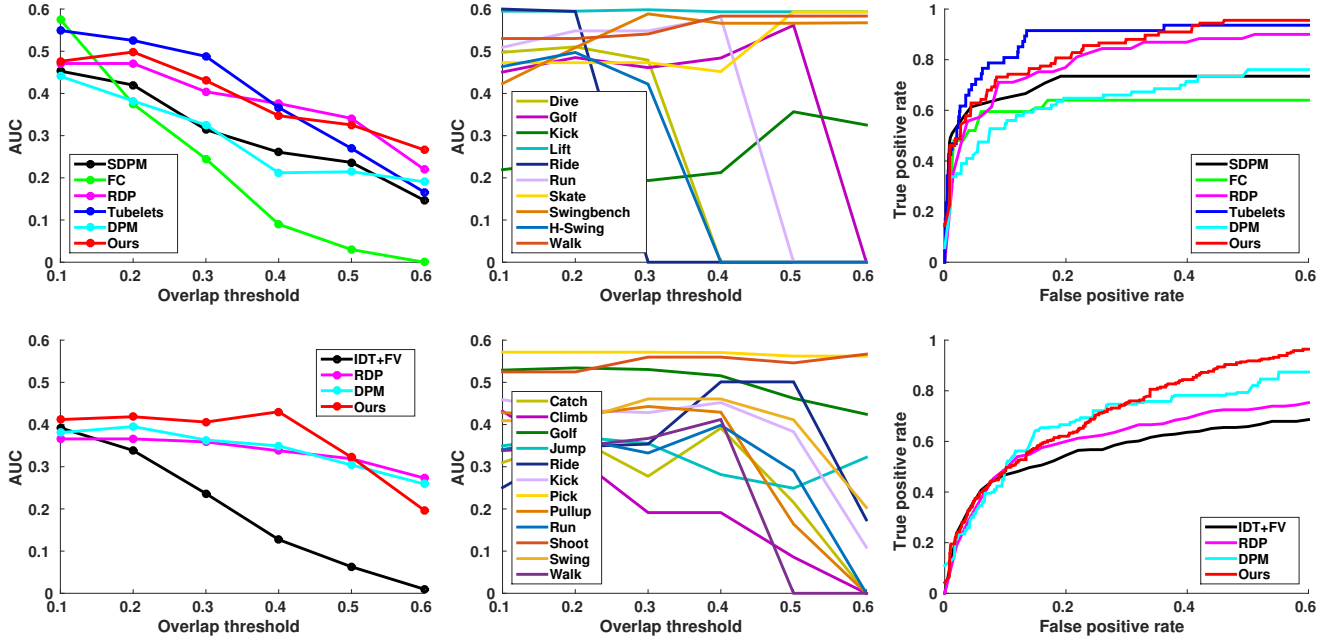 0.6
0.5
0.4
0.3
0.2
0.1
0
AUC
SDPM
FC
RDP
Tubelets
DPM
Ours
0.1 0.2 0.3 0.4 0.5 0.6
Overlap threshold
0.6
0.5
0.4
0.3
0.2
0.1
0
AUC
Dive
Golf
Kick
Lift
Ride
Run
Skate
Swingbench
H-Swing
Walk
0.1 0.2 0.3 0.4 0.5 0.6
Overlap threshold
1
0.8
0.6
0.4
0.2
0
True positive rate
SDPM
FC
RDP
Tubelets
DPM
Ours
0 0.2 0.4 0.6
False positive rate
0.6
0.5
0.4
0.3
0.2
0.1
0
AUC
IDT+FV
RDP
DPM
Ours
0.1 0.2 0.3 0.4 0.5 0.6
Overlap threshold
0.6
0.5
0.4
0.3
0.2
0.1
0
AUC
Catch
Climb
Golf
Jump
Ride
Kick
Pick
Pullup
Run
Shoot
Swing
Walk
0.1 0.2 0.3 0.4 0.5 0.6
Overlap threshold
1
0.8
0.6
0.4
0.2
0
True positive rate
IDT+FV
RDP
DPM
Ours
0 0.2 0.4 0.6
False positive rate